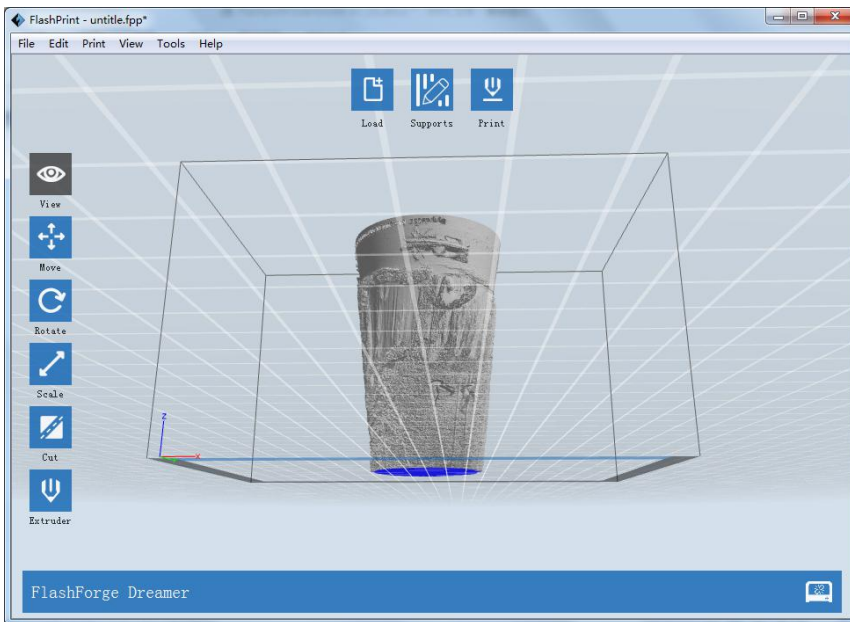 FlashPrint - untitle.fpp*
File Edit Print View Tools Help
Load Supports Print
View
Move
Rotate
Scale
Cut
Extruder
z
x
FlashForge Dreamer